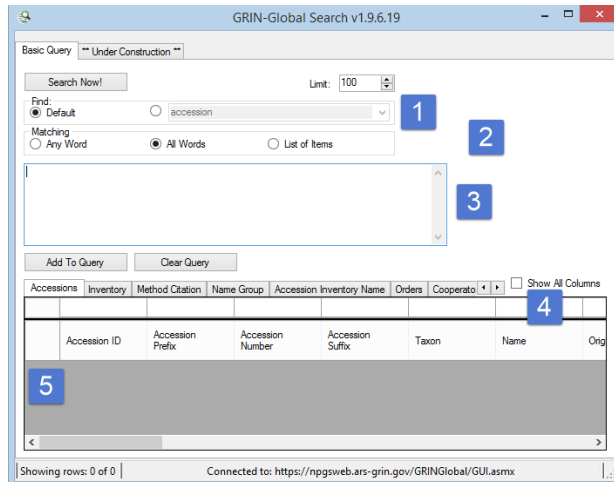 GRIN-Global Search v1.9.6.19
Basic Query ** Under Construction **
Search Now! Limit: 100
Find:
Default accession
1
Matching
Any Word All Words List of Items
2
3
Add To Query Clear Query
Accessions Inventory Method Citation Name Group Accession Inventory Name Orders Cooperato Show All Columns
4
Accession ID Accession Prefix Accession Number Accession Suffix Taxon Name Orig
5
Showing rows: 0 of 0 Connected to: https://npgsweb.ars-grin.gov/GRINGlobal/GUI.asmx